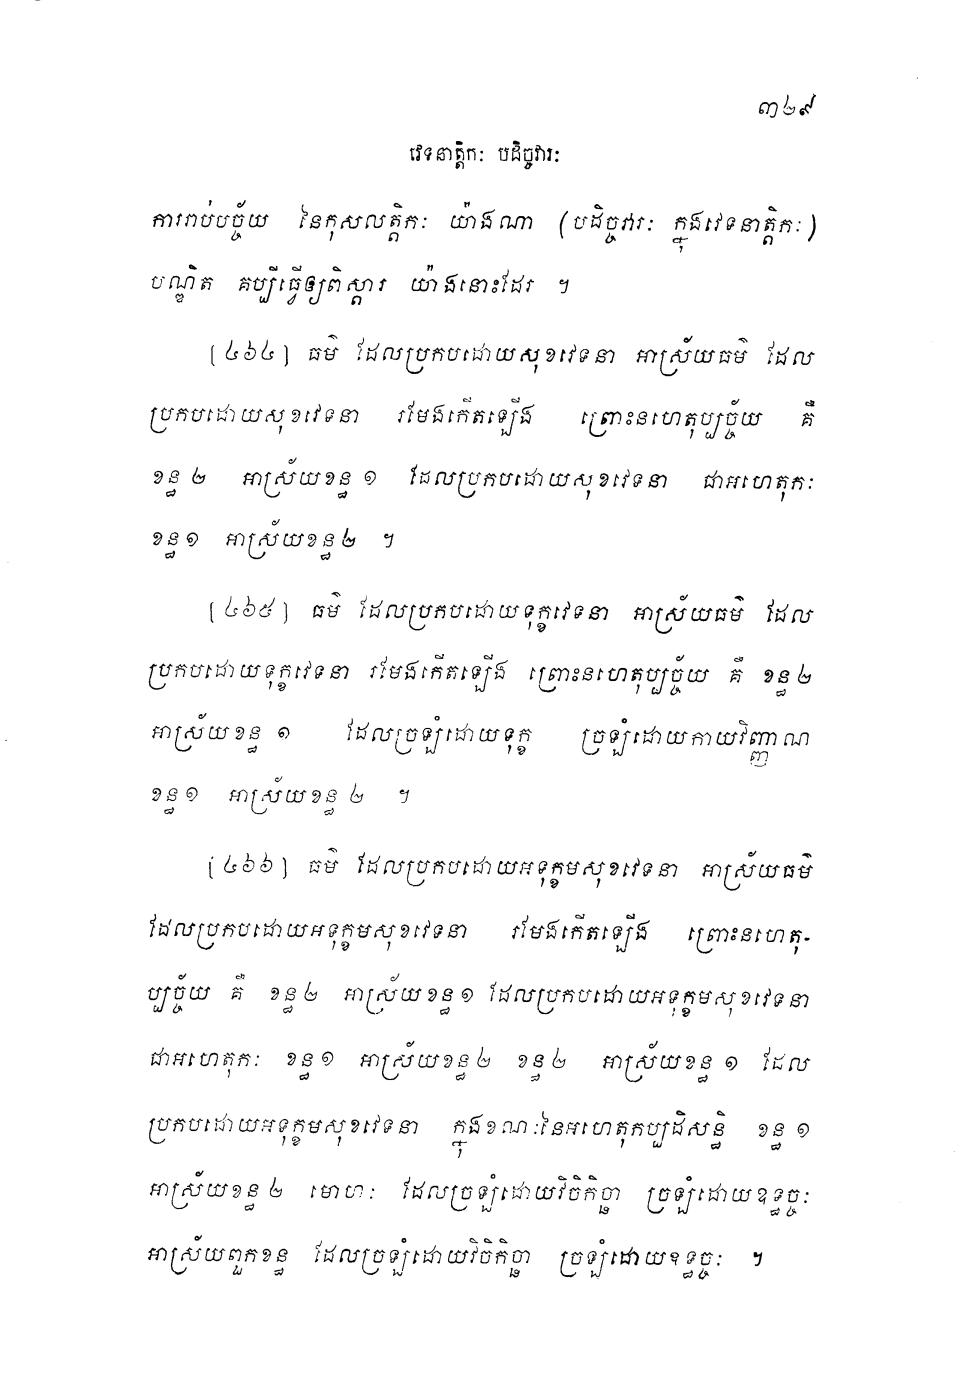 ៣២៩
វេទនាត្តិកៈ បដិច្ចវារៈ
ការរាប់បច្ច័យ នៃកុសលត្តិកៈ យ៉ាងណា (បដិច្ចវារៈ ក្នុងវេទនាត្តិកៈ)
បណ្ឌិត គប្បីធ្វើឲ្យពិស្តារ យ៉ាងនោះដែរ ។
[៤៦៤] ធម៌ ដែលប្រកបដោយសុខវេទនា អាស្រ័យធម៌ ដែល
ប្រកបដោយសុខវេទនា រមែងកើតឡើង ព្រោះនហេតុប្បច្ច័យ គឺ
ខន្ធ ២ អាស្រ័យខន្ធ ១ ដែលប្រកបដោយសុខវេទនា ជាអហេតុកៈ
ខន្ធ ១ អាស្រ័យខន្ធ ២ ។
[៤៦៥] ធម៌ ដែលប្រកបដោយទុក្ខវេទនា អាស្រ័យធម៌ ដែល
ប្រកបដោយទុក្ខវេទនា រមែងកើតឡើង ព្រោះនហេតុប្បច្ច័យ គឺ ខន្ធ ២
អាស្រ័យខន្ធ ១ ដែលច្រឡំដោយទុក្ខ ច្រឡំដោយកាយវិញ្ញាណ
ខន្ធ ១ អាស្រ័យខន្ធ ២ ។
[៤៦៦] ធម៌ ដែលប្រកបដោយអទុក្ខមសុខវេទនា អាស្រ័យធម៌
ដែលប្រកបដោយអទុក្ខមសុខវេទនា រមែងកើតឡើង ព្រោះនហេតុ-
ប្បច្ច័យ គឺ ខន្ធ ២ អាស្រ័យខន្ធ ១ ដែលប្រកបដោយអទុក្ខមសុខវេទនា
ជាអហេតុកៈ ខន្ធ ១ អាស្រ័យខន្ធ ២ ខន្ធ ២ អាស្រ័យខន្ធ ១ ដែល
ប្រកបដោយអទុក្ខមសុខវេទនា ក្នុងខណៈនៃអហេតុកប្បដិសន្ធិ ខន្ធ ១
អាស្រ័យខន្ធ ២ មោហៈ ដែលច្រឡំដោយវិចិកិច្ឆា ច្រឡំដោយឧទ្ធច្ចៈ
អាស្រ័យពួកខន្ធ ដែលច្រឡំដោយវិចិកិច្ឆា ច្រឡំដោយឧទ្ធច្ចៈ ។